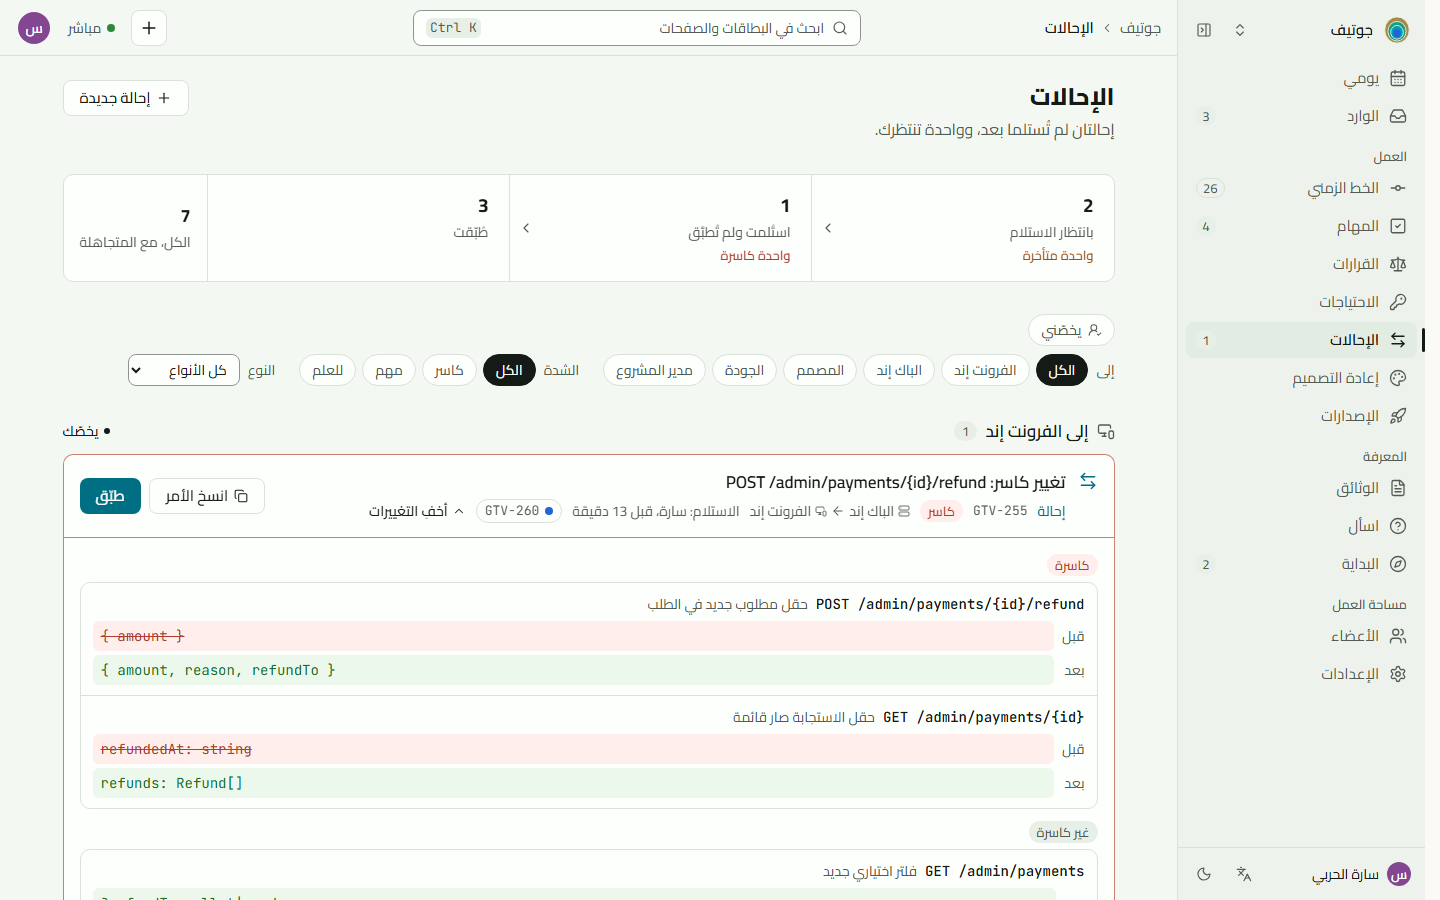 جوتيف
يومي
الوارد 3
العمل
الخط الزمني 26
المهام 4
القرارات
الاحتياجات
الإحالات 1
إعادة التصميم
الإصدارات
المعرفة
الوثائق
اسأل
البداية 2
مساحة العمل
الأعضاء
الإعدادات
س سارة الحربي
جوتيف الإحالات
ابحث في البطاقات والصفحات Ctrl K
مباشر
س
الإحالات
إحالتان لم تُستلما بعد، وواحدة تنتظرك.
إحالة جديدة
2
بانتظار الاستلام
واحدة متأخرة
1
استُلمت ولم تُطبَّق
واحدة كاسرة
3
طُبّقت
7
الكل، مع المتجاهلة
يخصّني
إلى الكل الفرونت إند الباك إند المصمم الجودة مدير المشروع الشدة الكل كاسر مهم للعلم النوع كل الأنواع
إلى الفرونت إند 1
يخصّك
تغيير كاسر: POST /admin/payments/{id}/refund
إحالة GTV-255 كاسر الباك إند ← الفرونت إند الاستلام: سارة، قبل 13 دقيقة GTV-260 أخفِ التغييرات
انسخ الأمر
طبّق
كاسرة
POST /admin/payments/{id}/refund حقل مطلوب جديد في الطلب
قبل { amount }
بعد { amount, reason, refundTo }
GET /admin/payments/{id} حقل الاستجابة صار قائمة
قبل refundedAt: string
بعد refunds: Refund[]
غير كاسرة
GET /admin/payments فلتر اختياري جديد